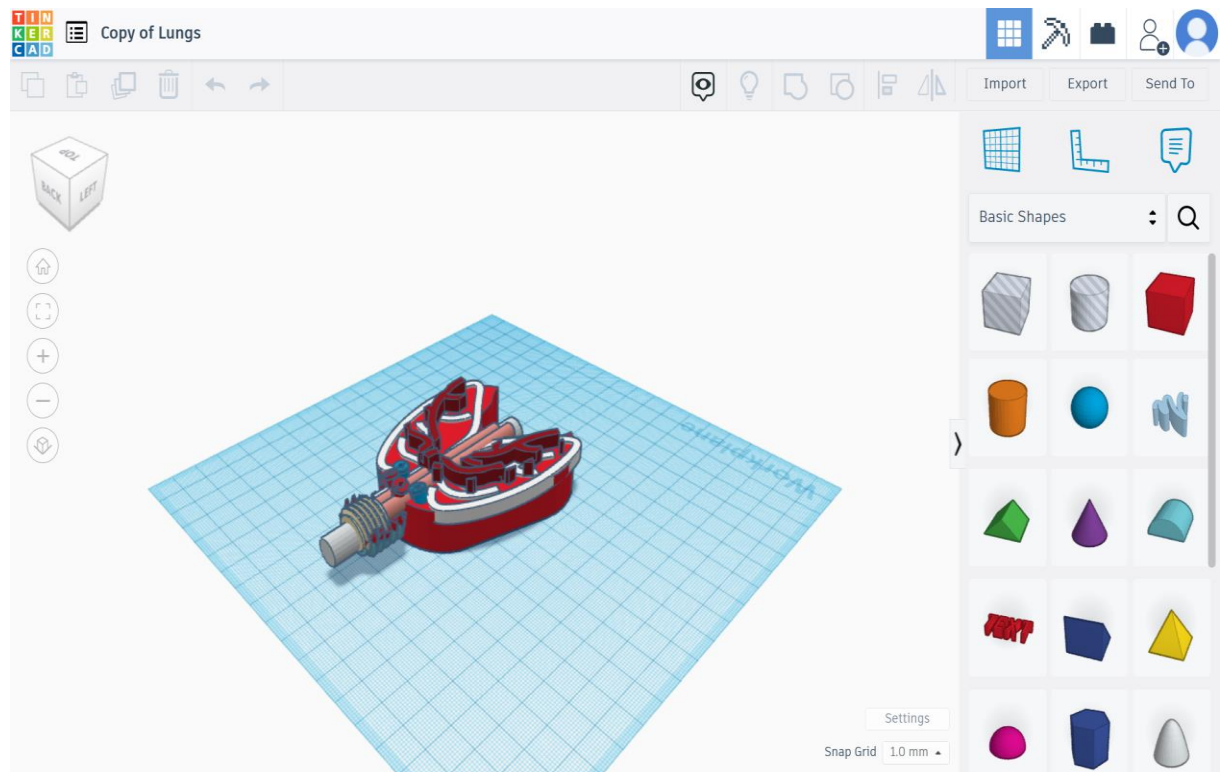 TIN
KER
CAD
Copy of Lungs
Import
Export
Send To
TOP
BACK
LEFT
Basic Shapes
Workplane
TEXT
Settings
Snap Grid
1.0 mm